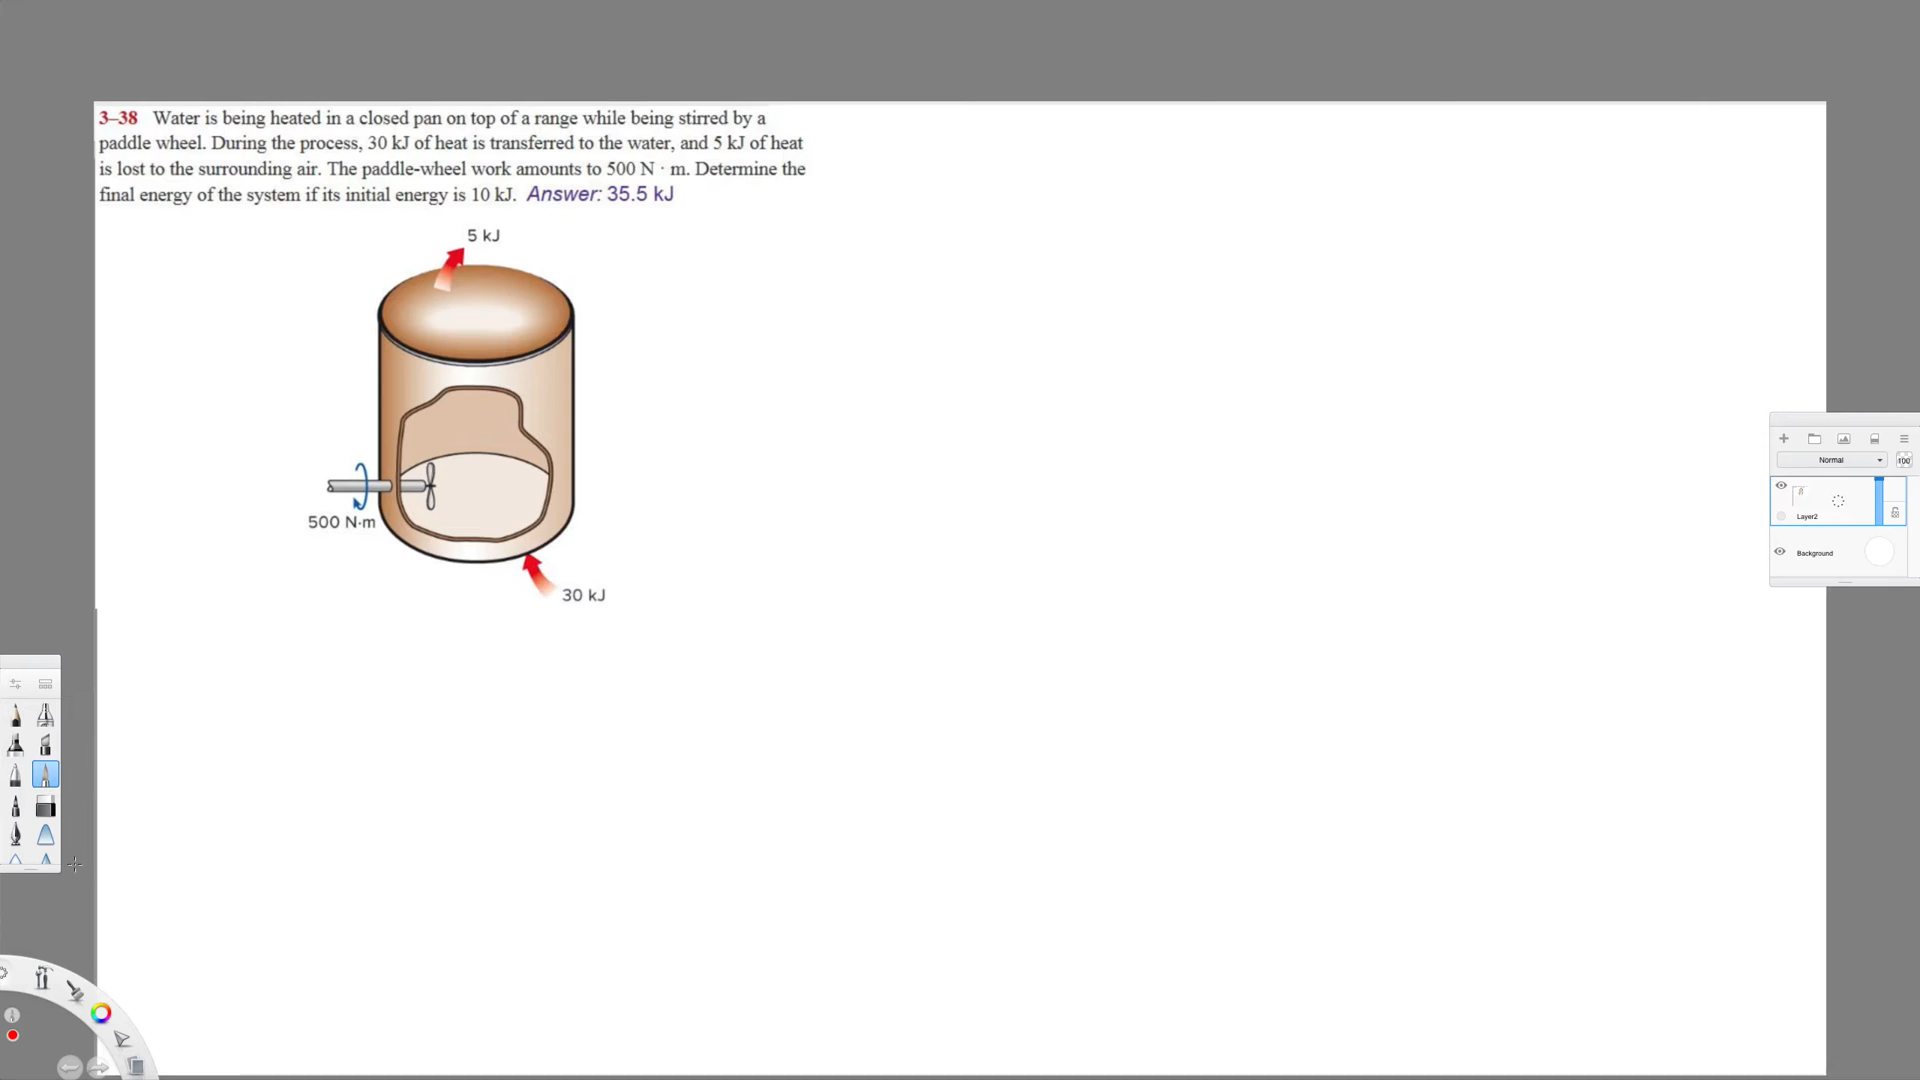 3–38 Water is being heated in a closed pan on top of a range while being stirred by a
paddle wheel. During the process, 30 kJ of heat is transferred to the water, and 5 kJ of heat
is lost to the surrounding air. The paddle-wheel work amounts to 500 N · m. Determine the
final energy of the system if its initial energy is 10 kJ. Answer: 35.5 kJ
5 kJ
500 N·m
30 kJ
Normal
100
Layer2
Background